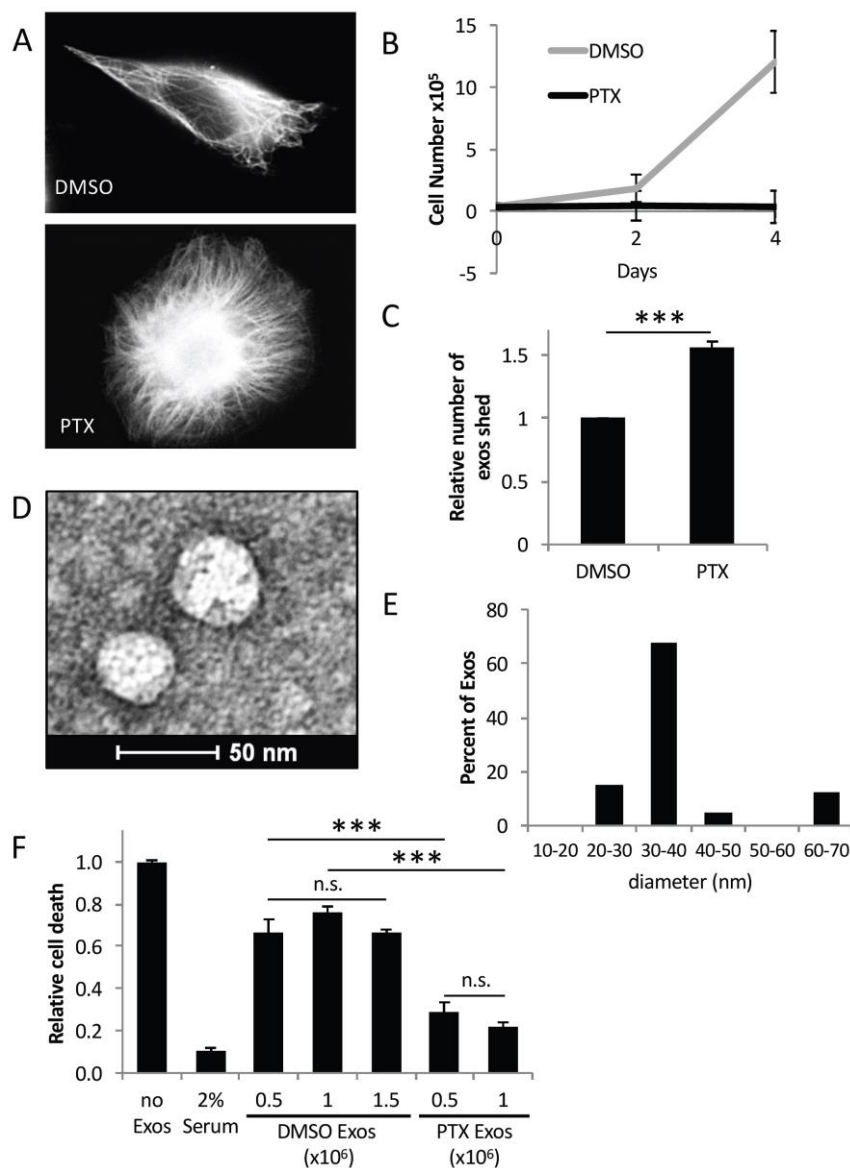 A
DMSO
PTX
B
DMSO
PTX
Cell Number x10⁵
15
10
5
0
-5
0 2 4
Days
C
***
Relative number of
exos shed
1.5
1
0.5
0
DMSO PTX
D
50 nm
E
Percent of Exos
80
60
40
20
0
10-20 20-30 30-40 40-50 50-60 60-70
diameter (nm)
F
Relative cell death
1.0
0.8
0.6
0.4
0.2
0.0
***
***
n.s.
n.s.
no 2% 0.5 1 1.5 0.5 1
Exos Serum DMSO Exos PTX Exos
(x10⁶) (x10⁶)